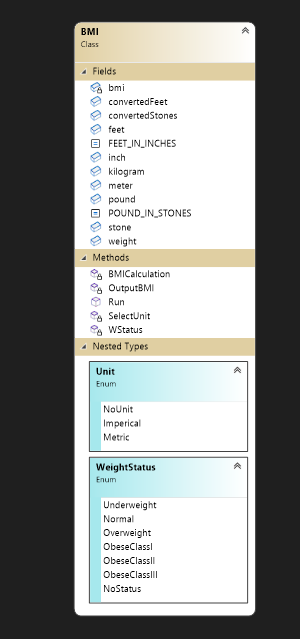 BMI
Class
Fields
bmi
convertedFeet
convertedStones
feet
FEET_IN_INCHES
inch
kilogram
meter
pound
POUND_IN_STONES
stone
weight
Methods
BMICalculation
OutputBMI
Run
SelectUnit
WStatus
Nested Types
Unit
Enum
NoUnit
Imperical
Metric
WeightStatus
Enum
Underweight
Normal
Overweight
ObeseClassI
ObeseClassII
ObeseClassIII
NoStatus